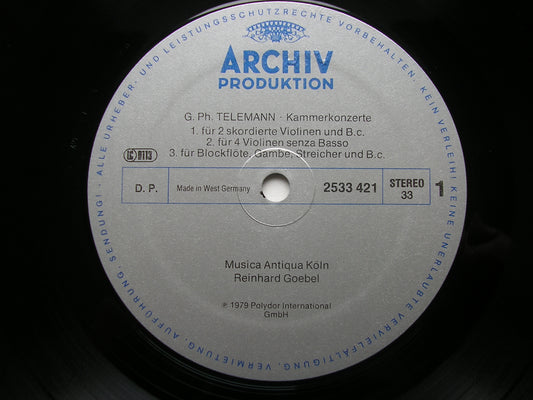 · ALLE URHEBER- UND LEISTUNGSSCHUTZRECHTE VORBEHALTEN · KEIN VERLEIH! KEINE UNERLAUBTE VERVIELFÄLTIGUNG, VERMIETUNG, AUFFÜHRUNG, SENDUNG!
ARCHIV
PRODUKTION
G. Ph. TELEMANN · Kammerkonzerte
1. für 2 skordierte Violinen und B.c.
2. für 4 Violinen senza Basso
3. für Blockflöte, Gambe, Streicher und B.c.
D. P. Made in West Germany 2533 421 STEREO 33 1
Musica Antiqua Köln
Reinhard Goebel
℗ 1979 Polydor International
GmbH